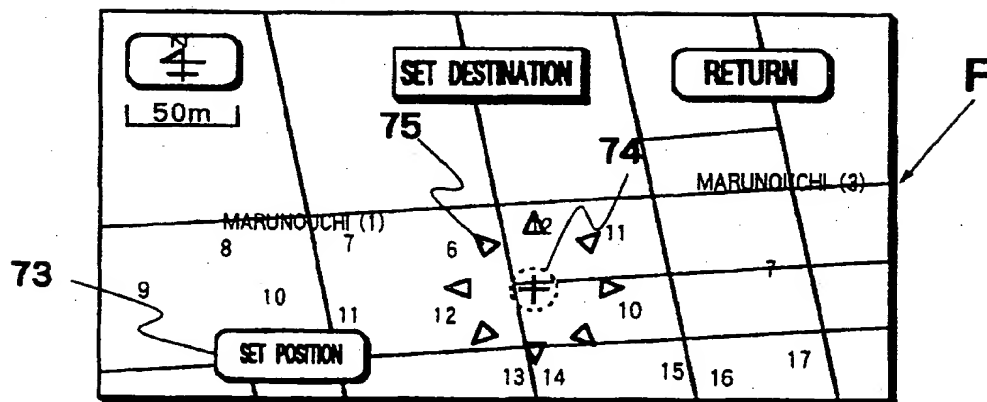 N
SET DESTINATION
RETURN
F
50m
75
74
MARUNOUCHI (3)
MARUNOUCHI (1)
8
7
6
2
11
7
73
9
10
11
12
10
SET POSITION
13
14
15
16
17